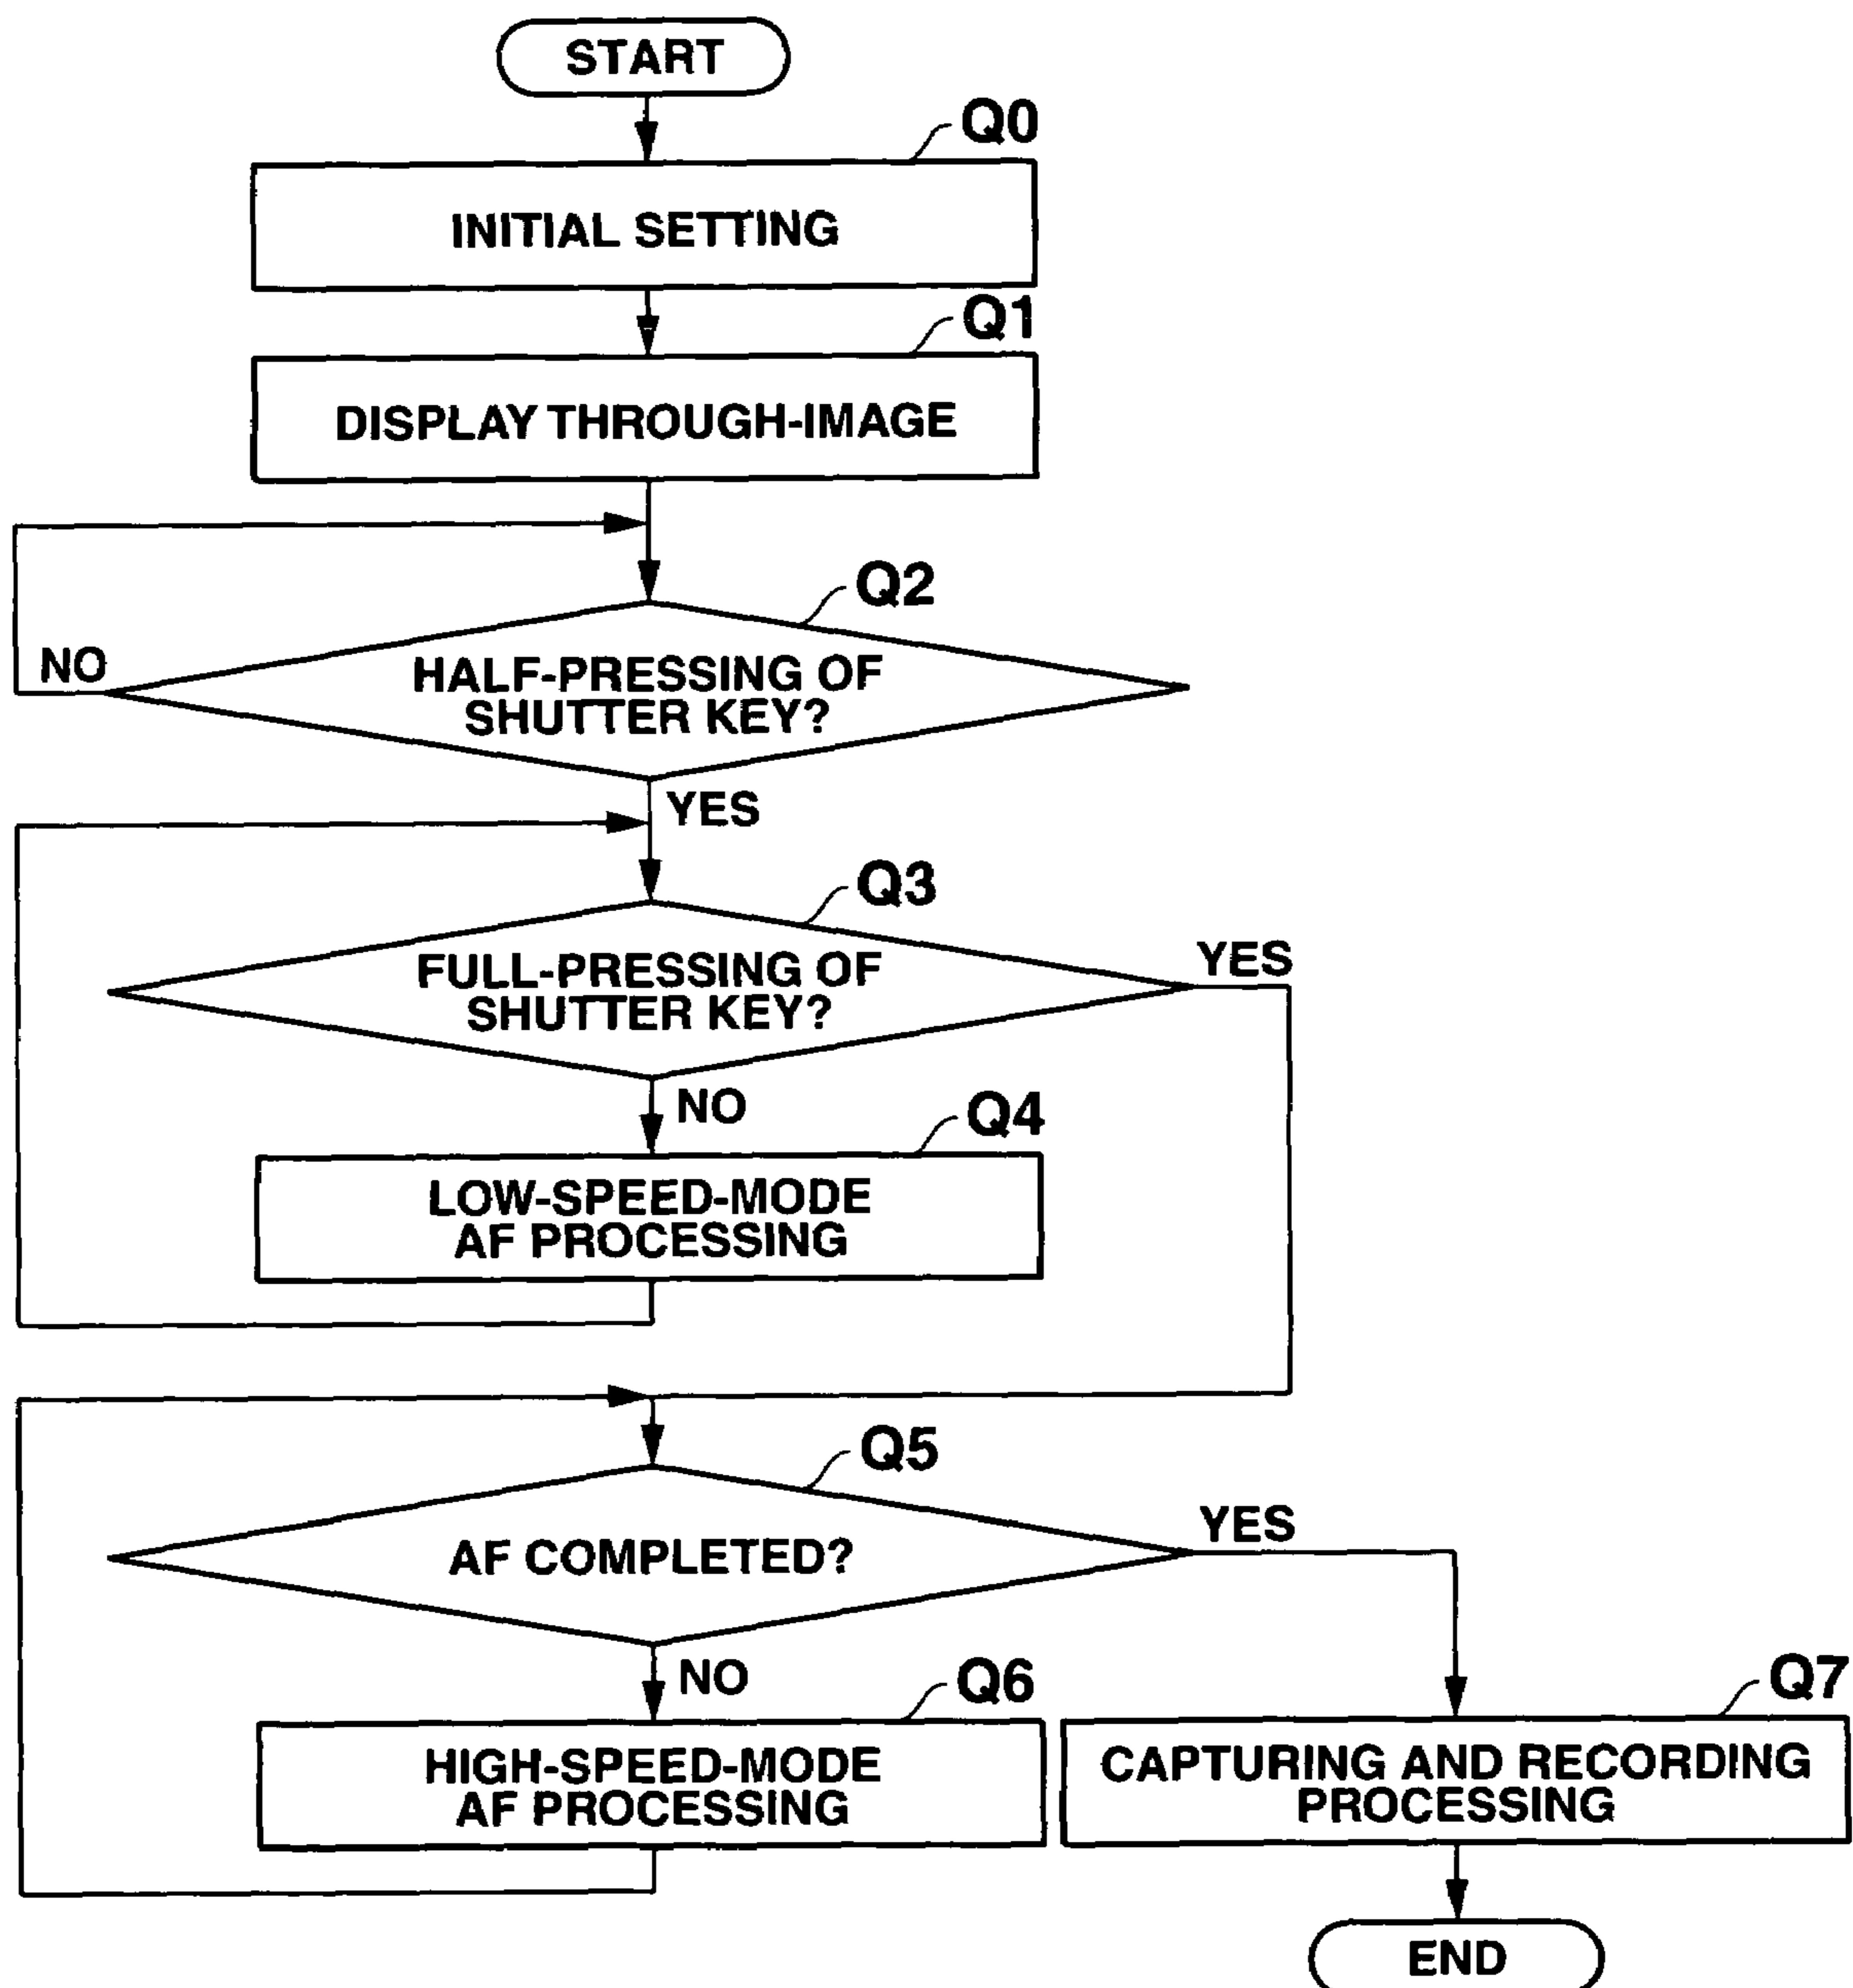 START
Q0
INITIAL SETTING
Q1
DISPLAY THROUGH-IMAGE
Q2
NO
HALF-PRESSING OF
SHUTTER KEY?
YES
Q3
YES
FULL-PRESSING OF
SHUTTER KEY?
NO
Q4
LOW-SPEED-MODE
AF PROCESSING
Q5
YES
AF COMPLETED?
NO
Q6
Q7
HIGH-SPEED-MODE
AF PROCESSING
CAPTURING AND RECORDING
PROCESSING
END